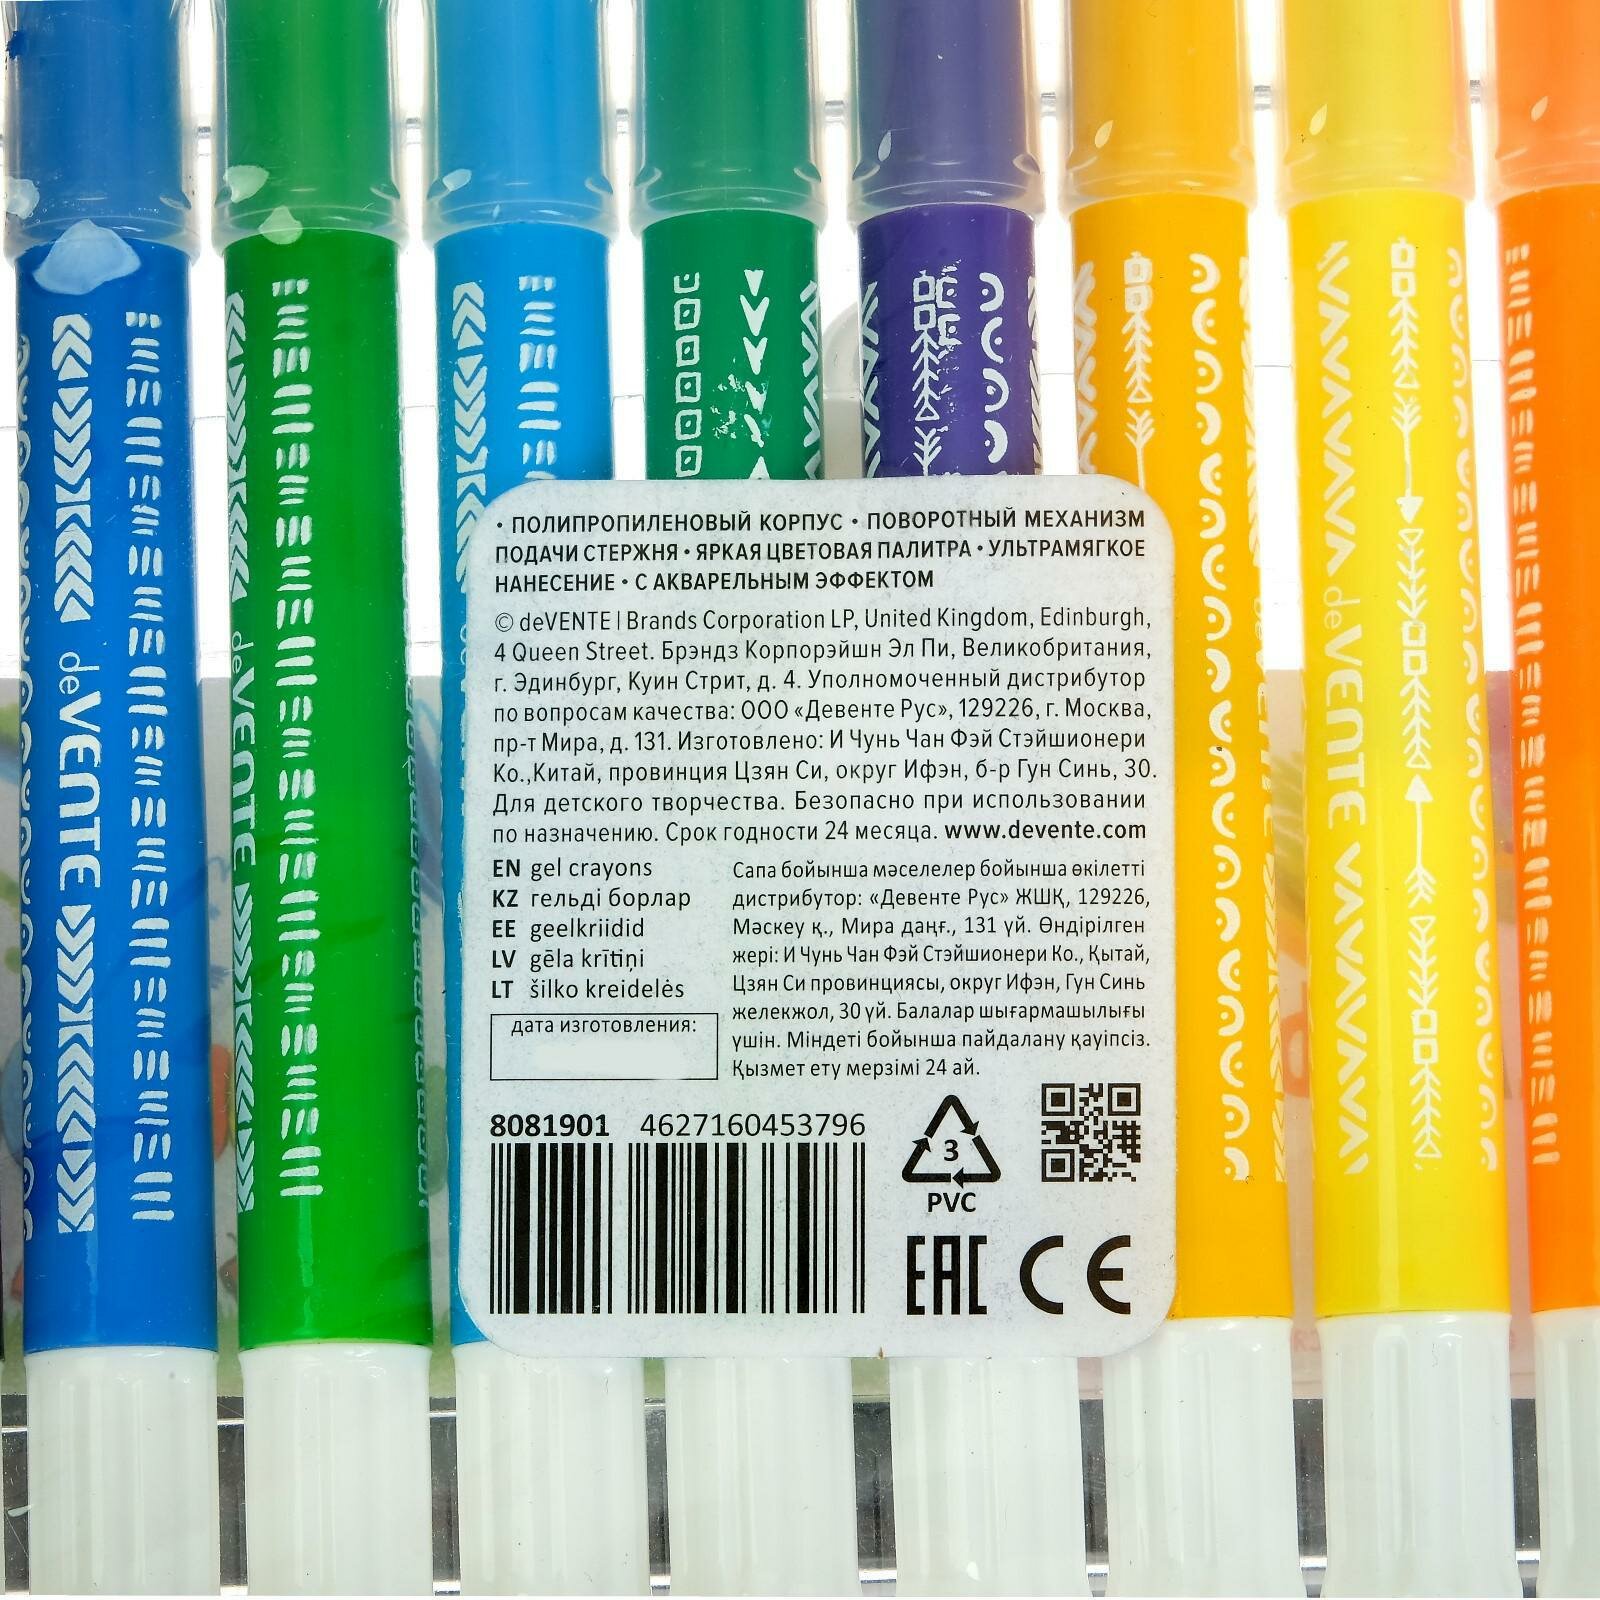 • ПОЛИПРОПИЛЕНОВЫЙ КОРПУС • ПОВОРОТНЫЙ МЕХАНИЗМ
ПОДАЧИ СТЕРЖНЯ • ЯРКАЯ ЦВЕТОВАЯ ПАЛИТРА • УЛЬТРАМЯГКОЕ
НАНЕСЕНИЕ • С АКВАРЕЛЬНЫМ ЭФФЕКТОМ
© deVENTE | Brands Corporation LP, United Kingdom, Edinburgh,
4 Queen Street. Брэндз Корпорэйшн Эл Пи, Великобритания,
г. Эдинбург, Куин Стрит, д. 4. Уполномоченный дистрибутор
по вопросам качества: ООО «Девенте Рус», 129226, г. Москва,
пр-т Мира, д. 131. Изготовлено: И Чунь Чан Фэй Стэйшионери
Ко.,Китай, провинция Цзян Си, округ Ифэн, б-р Гун Синь, 30.
Для детского творчества. Безопасно при использовании
по назначению. Срок годности 24 месяца. www.devente.com
EN gel crayons
KZ гельді борлар
EE geelkriidid
LV gēla krītiņi
LT šilko kreidelės
дата изготовления:
Сапа бойынша мәселелер бойынша өкілетті
дистрибутор: «Девенте Рус» ЖШҚ, 129226,
Мәскеу қ., Мира даңғ., 131 үй. Өндірілген
жері: И Чунь Чан Фэй Стэйшионери Ко., Қытай,
Цзян Си провинциясы, округ Ифэн, Гун Синь
желекжол, 30 үй. Балалар шығармашылығы
үшін. Міндеті бойынша пайдалану қауіпсіз.
Қызмет ету мерзімі 24 ай.
8081901 4627160453796
3
PVC
EAC CE
deVENTE
deVENTE
deVENTE